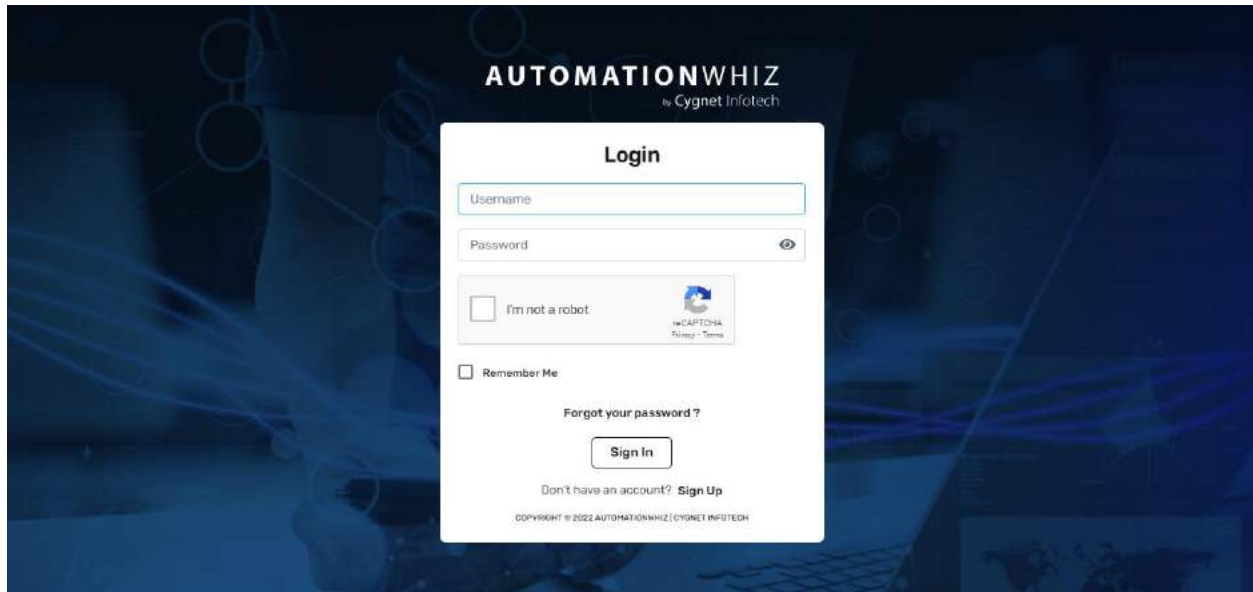 AUTOMATIONWHIZ
by Cygnet Infotech
Login
Username
Password
I'm not a robot
reCAPTCHA
Privacy - Terms
Remember Me
Forgot your password ?
Sign In
Don't have an account? Sign Up
COPYRIGHT © 2022 AUTOMATIONWHIZ | CYGNET INFOTECH